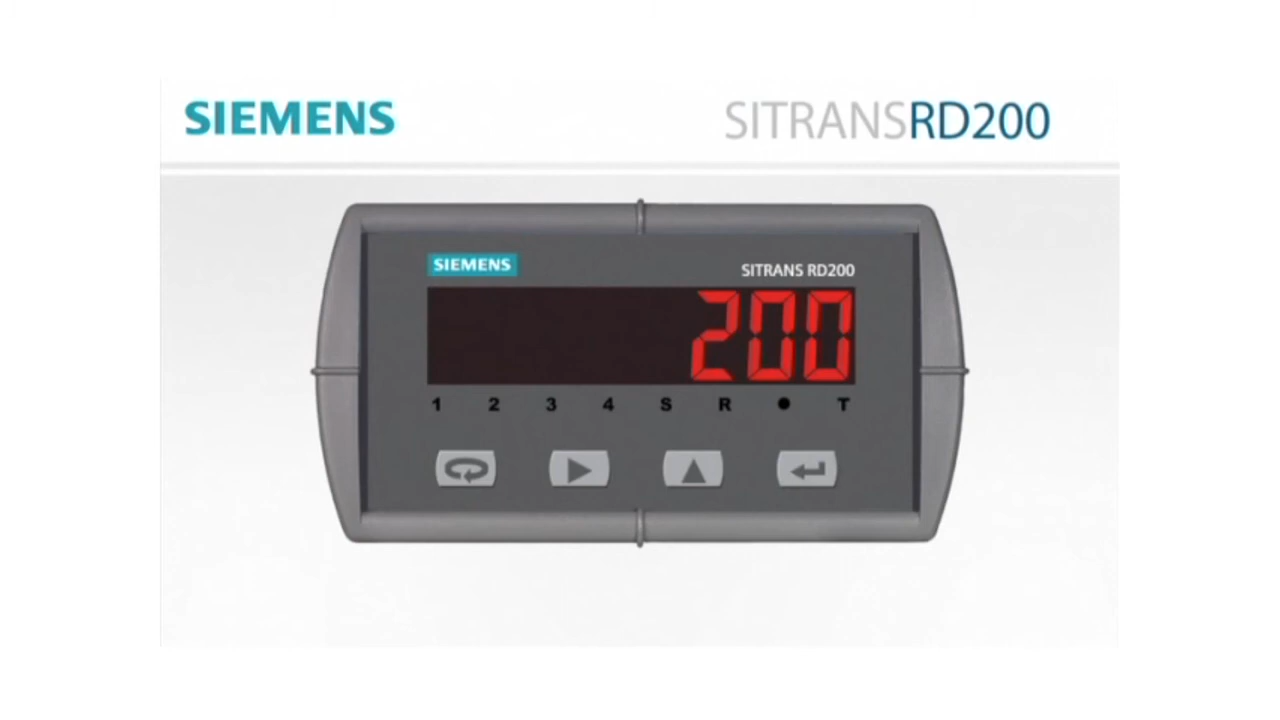 SIEMENS
SITRANSRD200
SIEMENS
SITRANS RD200
200
1 2 3 4 S R ● T